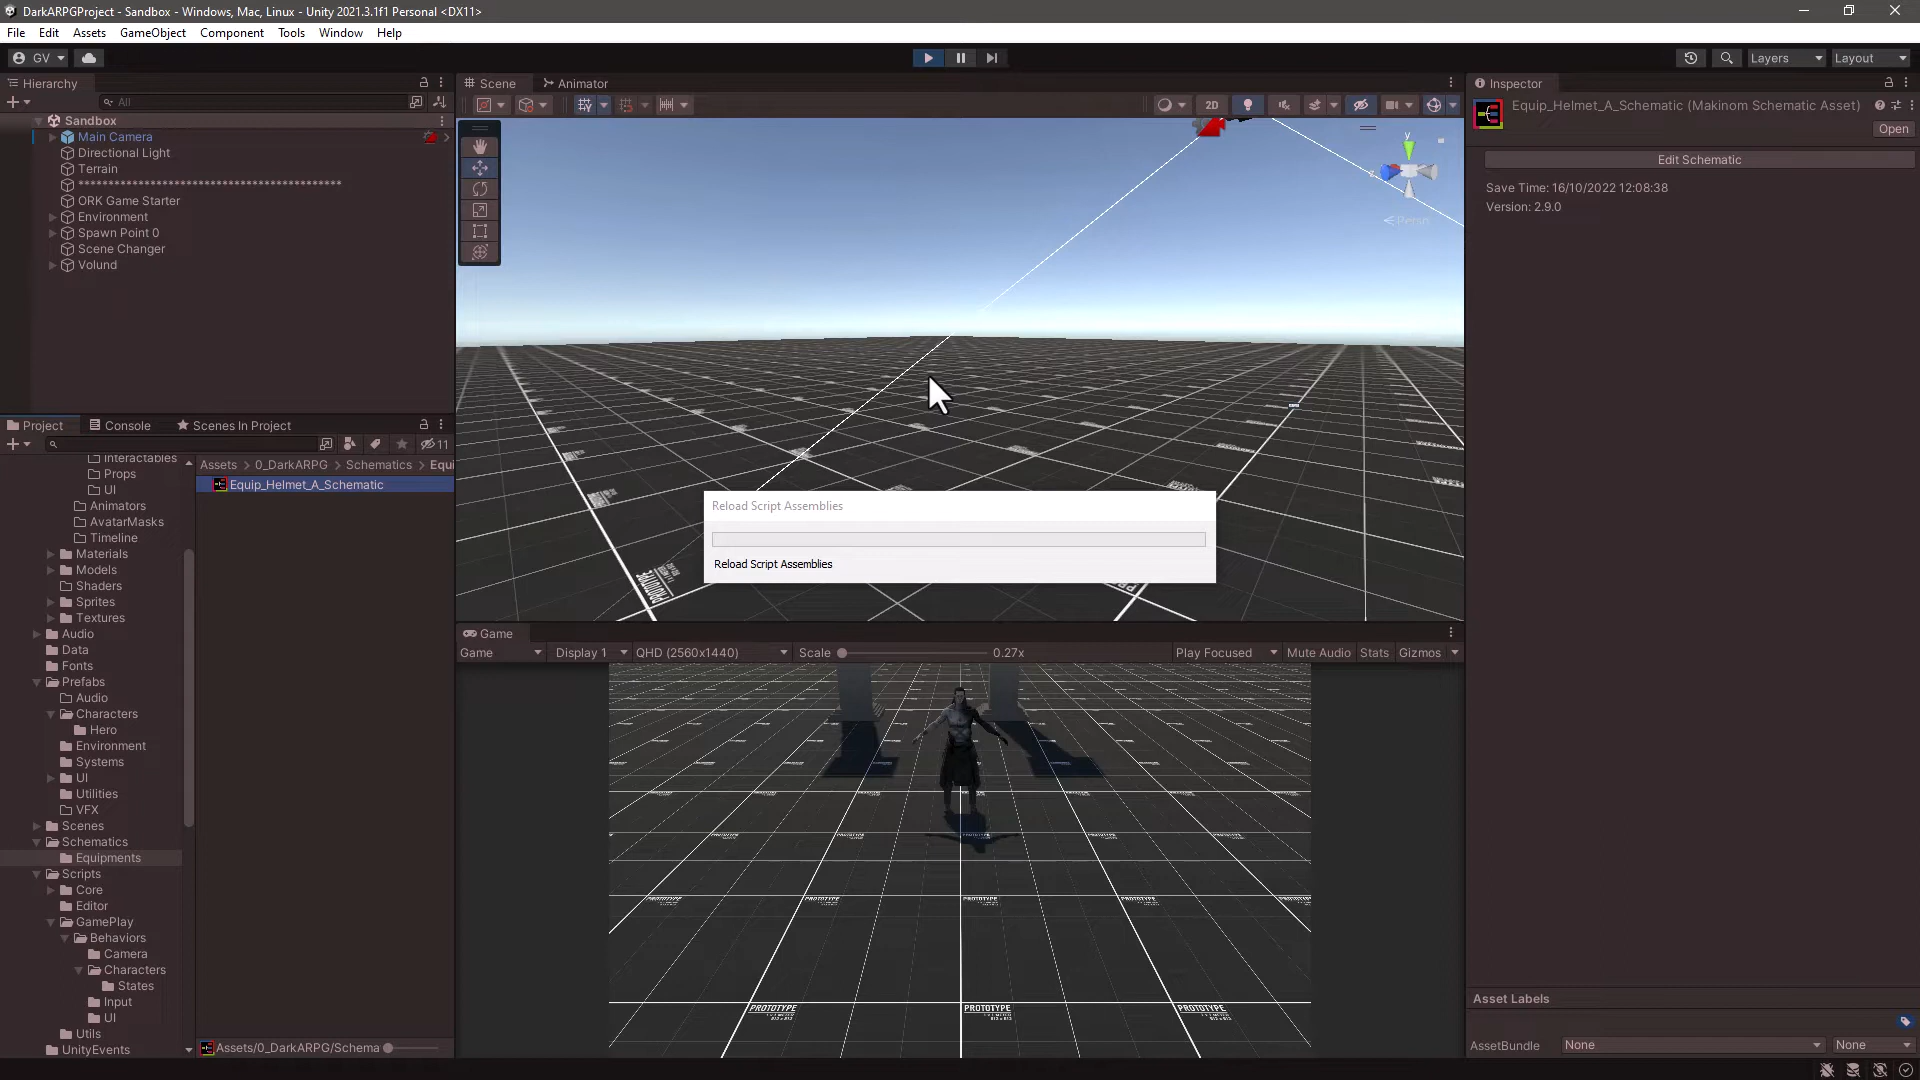 DarkARPGProject - Sandbox - Windows, Mac, Linux - Unity 2021.3.1f1 Personal <DX11>
File Edit Assets GameObject Component Tools Window Help
GV
Layers
Layout
Hierarchy
All
Sandbox
Main Camera
Directional Light
Terrain
********************************************
ORK Game Starter
Environment
Spawn Point 0
Scene Changer
Volund
Scene
Animator
2D
y
z
Persp
Reload Script Assemblies
Reload Script Assemblies
Inspector
Equip_Helmet_A_Schematic (Makinom Schematic Asset)
Open
Edit Schematic
Save Time: 16/10/2022 12:08:38
Version: 2.9.0
Project
Console
Scenes In Project
11
Interactables
Props
UI
Animators
AvatarMasks
Timeline
Materials
Models
Shaders
Sprites
Textures
Audio
Data
Fonts
Prefabs
Audio
Characters
Hero
Environment
Systems
UI
Utilities
VFX
Scenes
Schematics
Equipments
Scripts
Core
Editor
GamePlay
Behaviors
Camera
Characters
States
Input
UI
Utils
UnityEvents
Assets > 0_DarkARPG > Schematics > Equi
Equip_Helmet_A_Schematic
Assets/0_DarkARPG/Schema
Game
Game
Display 1
QHD (2560x1440)
Scale
0.27x
Play Focused
Mute Audio
Stats
Gizmos
PROTOTYPE
PROTOTYPE
PROTOTYPE
PROTOTYPE
PROTOTYPE
PROTOTYPE
Asset Labels
AssetBundle
None
None